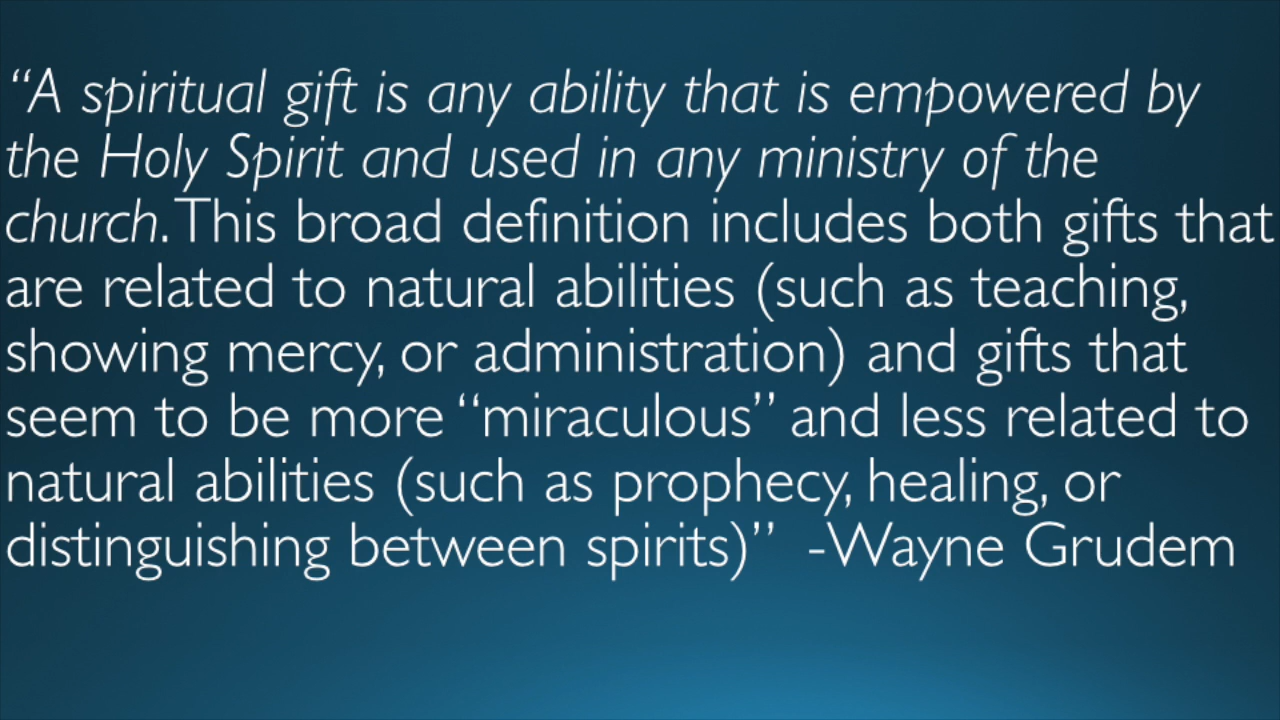 “A spiritual gift is any ability that is empowered by
the Holy Spirit and used in any ministry of the
church. This broad definition includes both gifts that
are related to natural abilities (such as teaching,
showing mercy, or administration) and gifts that
seem to be more “miraculous” and less related to
natural abilities (such as prophecy, healing, or
distinguishing between spirits)” -Wayne Grudem